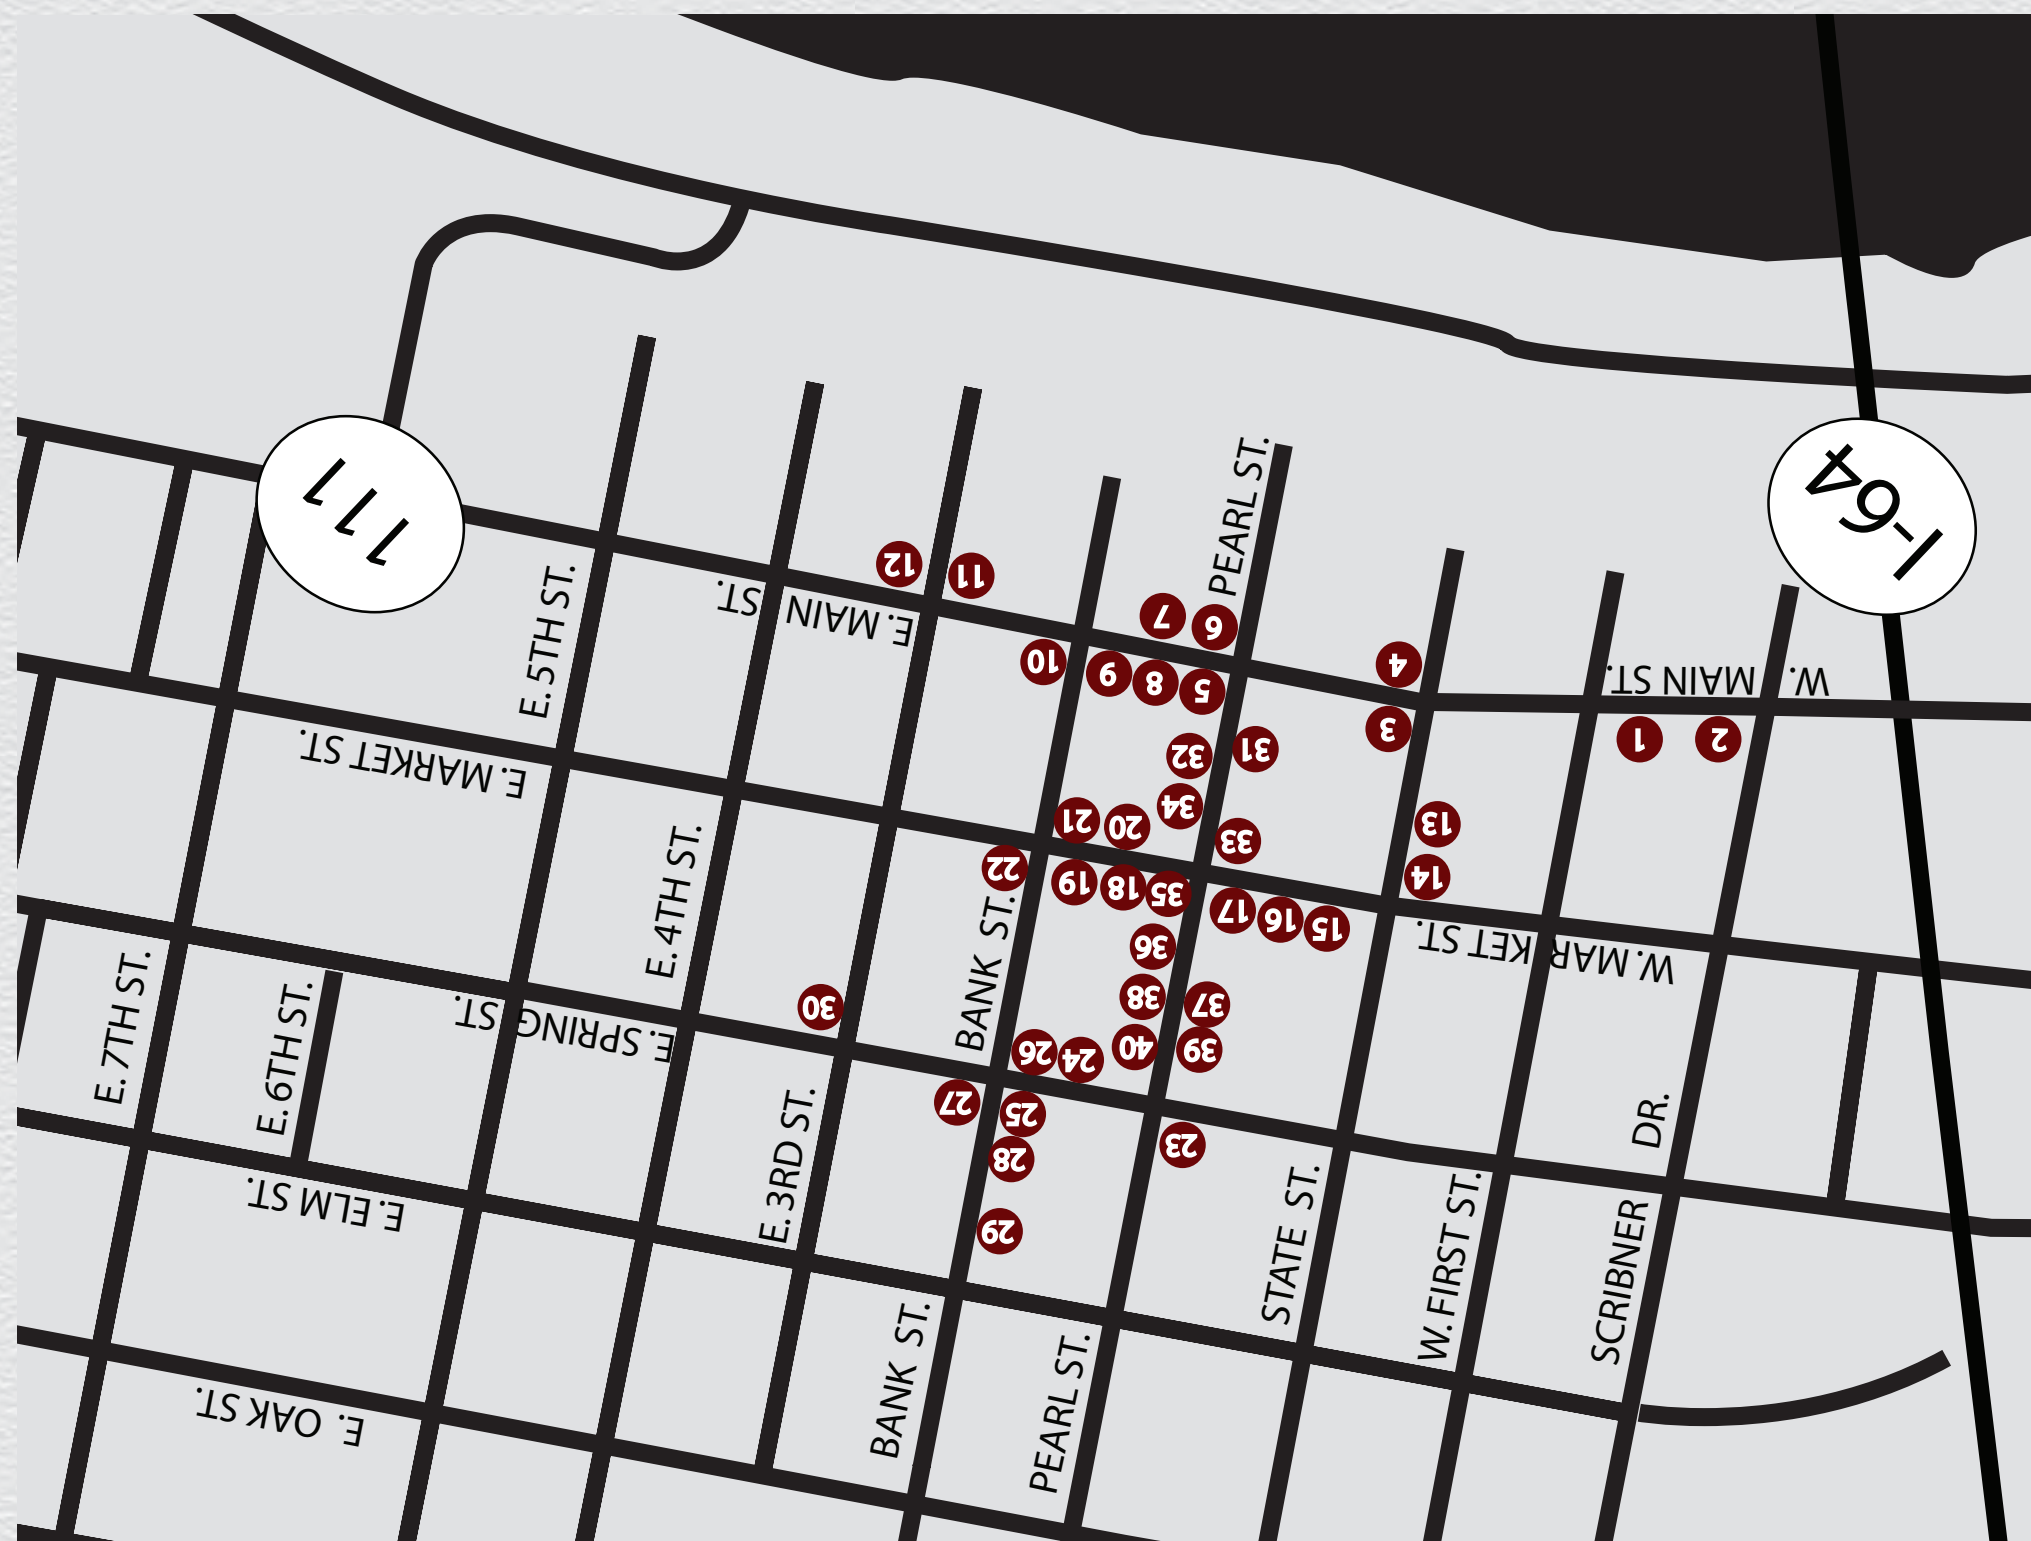 I-64
111
PEARL ST.
12
11
7
6
E. MAIN ST.
10
9
8
5
4
3
W. MAIN ST.
1
2
E. 5TH ST.
E. MARKET ST.
32
31
34
33
21
20
13
14
22
19
18
35
17
16
15
W. MARKET ST.
E. 4TH ST.
BANK ST.
36
38
37
40
39
30
E. SPRING ST.
26
24
27
25
28
23
29
E. 7TH ST.
E. 6TH ST.
E. 3RD ST.
E. ELM ST.
STATE ST.
W. FIRST ST.
SCRIBNER DR.
BANK ST.
PEARL ST.
E. OAK ST.